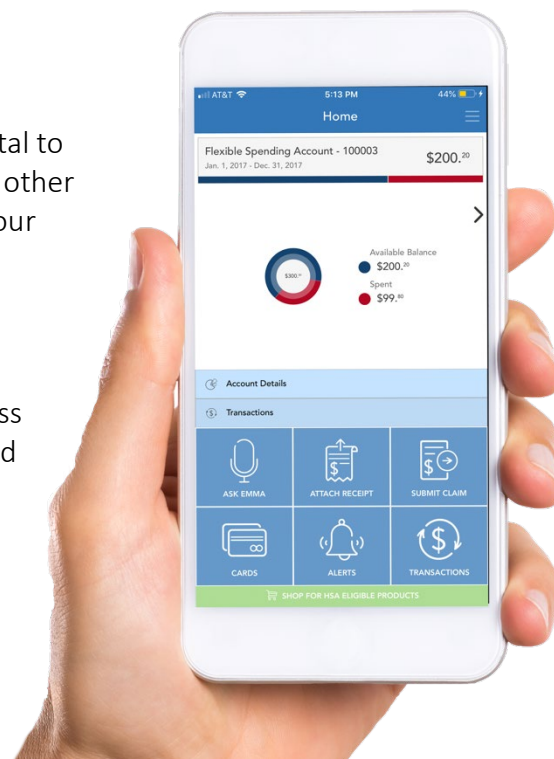 tal to
other
our
ss
d
AT&T 5:13 PM 44%
Home
Flexible Spending Account - 100003
Jan. 1, 2017 - Dec. 31, 2017
$200.20
Available Balance
$200.20
Spent
$99.80
Account Details
Transactions
ASK EMMA ATTACH RECEIPT SUBMIT CLAIM
CARDS ALERTS TRANSACTIONS
SHOP FOR HSA ELIGIBLE PRODUCTS